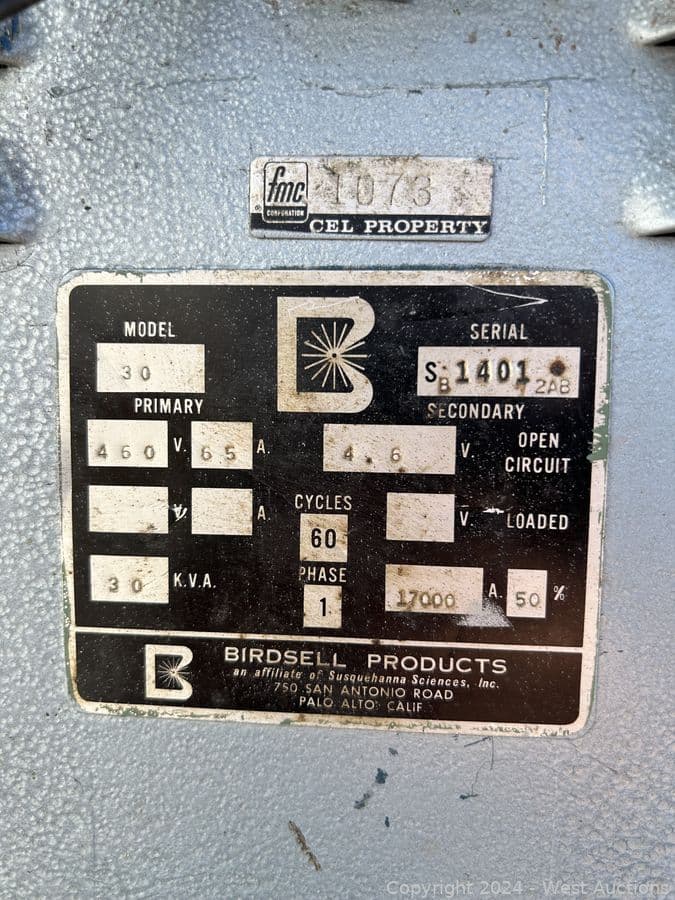 fmc 1073
® CORPORATION
CEL PROPERTY
MODEL SERIAL
30 SB 1401 2AB
PRIMARY SECONDARY
460 V. 65 A. 4.6 V. OPEN CIRCUIT
V. A. CYCLES V. LOADED
60
30 K.V.A. PHASE 17000 A. 50 %
1
B BIRDSELL PRODUCTS
an affiliate of Susquehanna Sciences, Inc.
750 SAN ANTONIO ROAD
PALO ALTO, CALIF.
Copyright 2024 - West Auctions